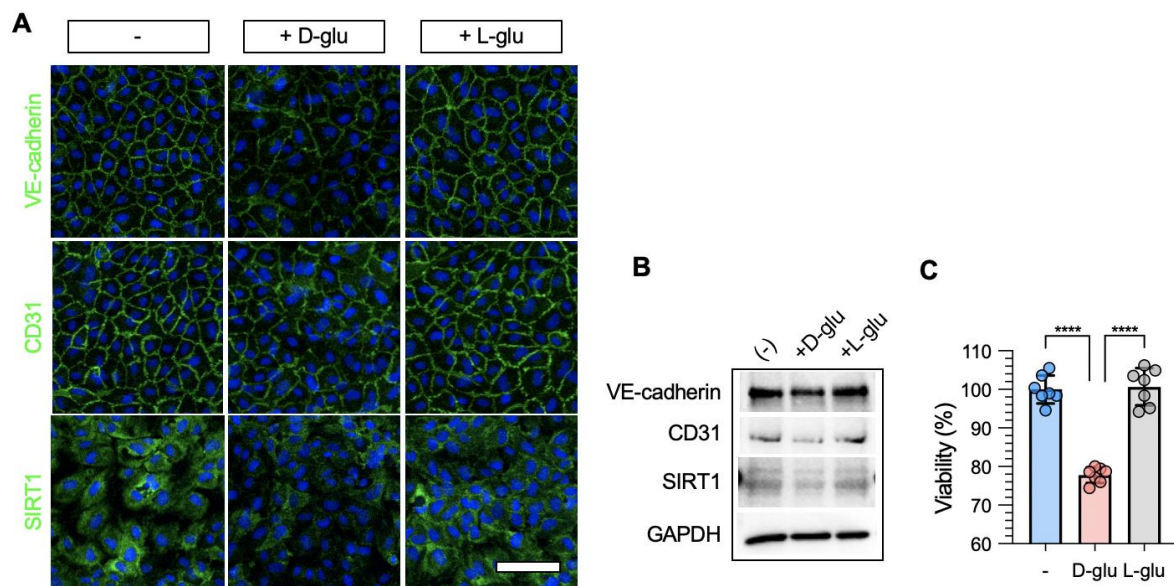 A
-
+ D-glu
+ L-glu
VE-cadherin
CD31
SIRT1
B
(-)
+D-glu
+L-glu
VE-cadherin
CD31
SIRT1
GAPDH
C
**** ****
110
100
90
80
70
60
Viability (%)
- D-glu L-glu